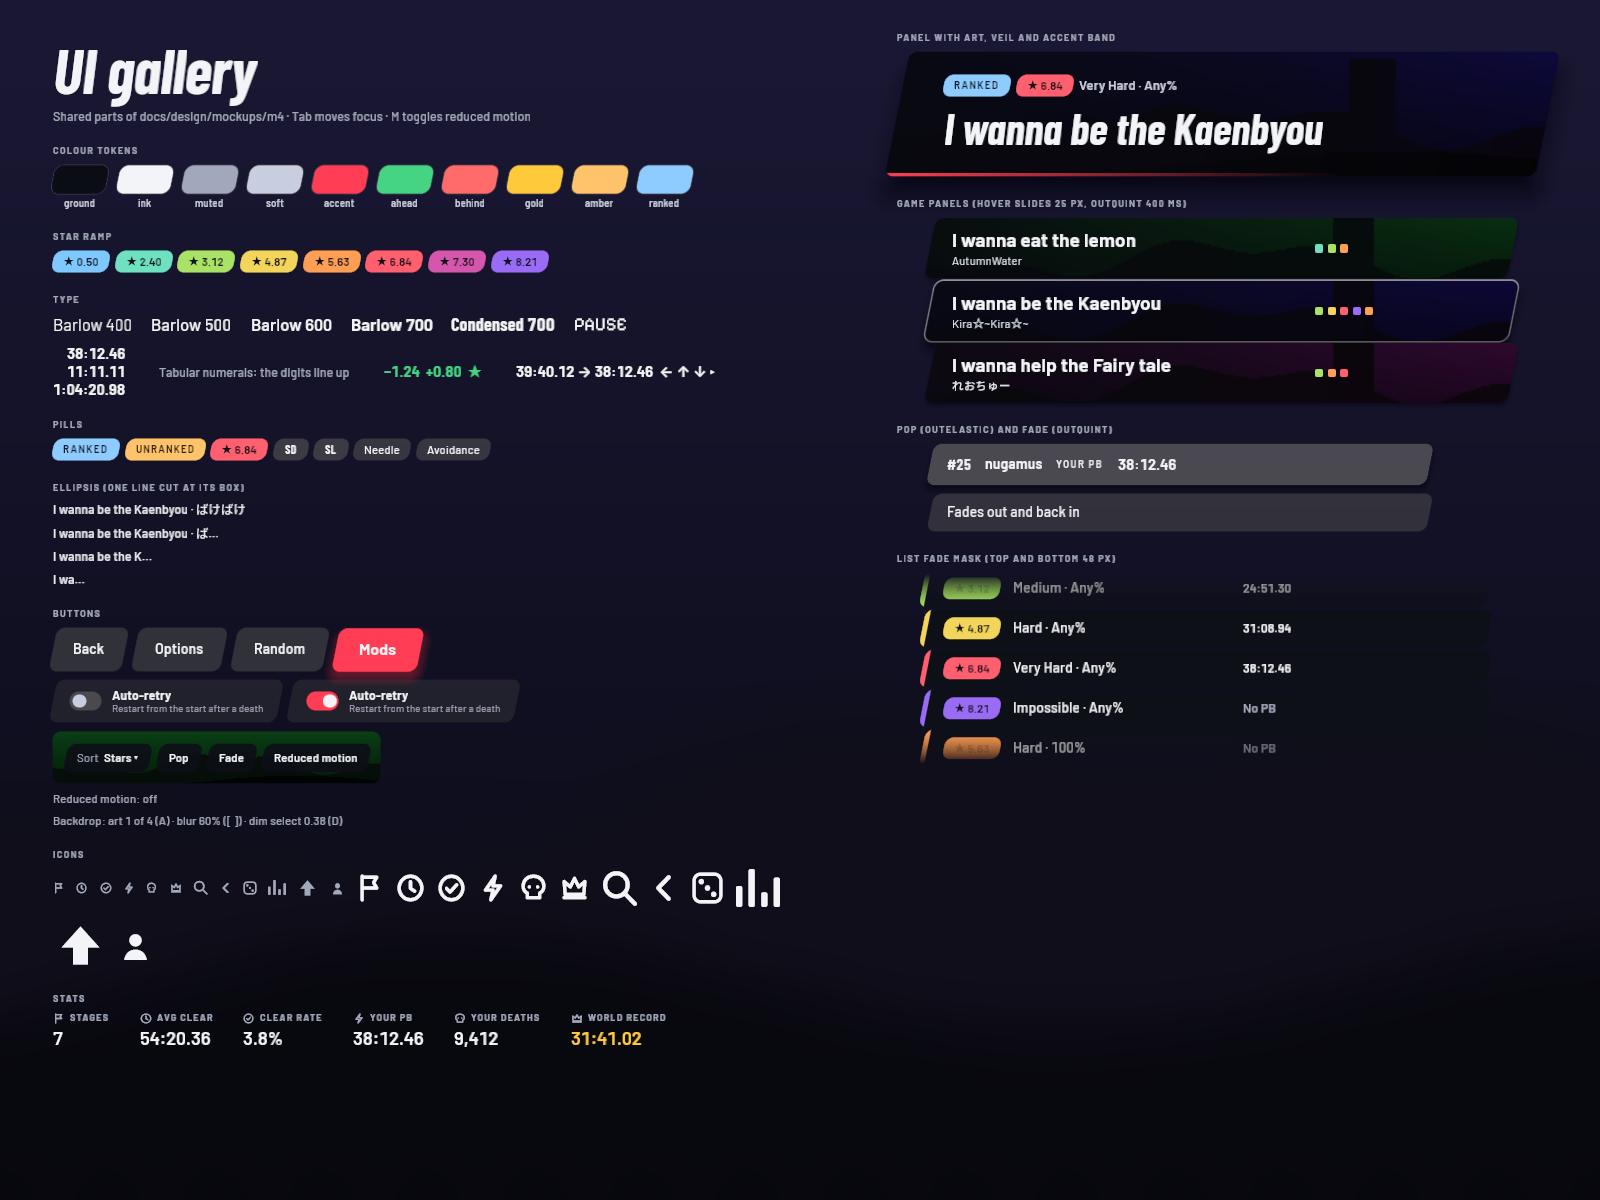 UI gallery
Shared parts of docs/design/mockups/m4 · Tab moves focus · M toggles reduced motion
COLOUR TOKENS
ground ink muted soft accent ahead behind gold amber ranked
STAR RAMP
★ 0.50 ★ 2.40 ★ 3.12 ★ 4.87 ★ 5.63 ★ 6.84 ★ 7.30 ★ 8.21
TYPE
Barlow 400 Barlow 500 Barlow 600 Barlow 700 Condensed 700 PAUSE
38:12.46
11:11.11
1:04:20.98
Tabular numerals: the digits line up
−1.24 +0.80 ★
39:40.12 → 38:12.46 ← ↑ ↓ ▸
PILLS
RANKED UNRANKED ★ 6.84 SD SL Needle Avoidance
ELLIPSIS (ONE LINE CUT AT ITS BOX)
I wanna be the Kaenbyou · ばけばけ
I wanna be the Kaenbyou · ば…
I wanna be the K…
I wa…
BUTTONS
Back Options Random Mods
Auto-retry
Restart from the start after a death
Auto-retry
Restart from the start after a death
Sort Stars ▾ Pop Fade Reduced motion
Reduced motion: off
Backdrop: art 1 of 4 (A) · blur 60% ([ ]) · dim select 0.38 (D)
ICONS
STATS
STAGES AVG CLEAR CLEAR RATE YOUR PB YOUR DEATHS WORLD RECORD
7 54:20.36 3.8% 38:12.46 9,412 31:41.02
PANEL WITH ART, VEIL AND ACCENT BAND
RANKED ★ 6.84 Very Hard · Any%
I wanna be the Kaenbyou
GAME PANELS (HOVER SLIDES 25 PX, OUTQUINT 400 MS)
I wanna eat the lemon
AutumnWater
I wanna be the Kaenbyou
Kira☆~Kira☆~
I wanna help the Fairy tale
れおちゅー
POP (OUTELASTIC) AND FADE (OUTQUINT)
#25 nugamus YOUR PB 38:12.46
Fades out and back in
LIST FADE MASK (TOP AND BOTTOM 48 PX)
★ 3.12 Medium · Any% 24:51.30
★ 4.87 Hard · Any% 31:08.94
★ 6.84 Very Hard · Any% 38:12.46
★ 8.21 Impossible · Any% No PB
★ 5.63 Hard · 100% No PB